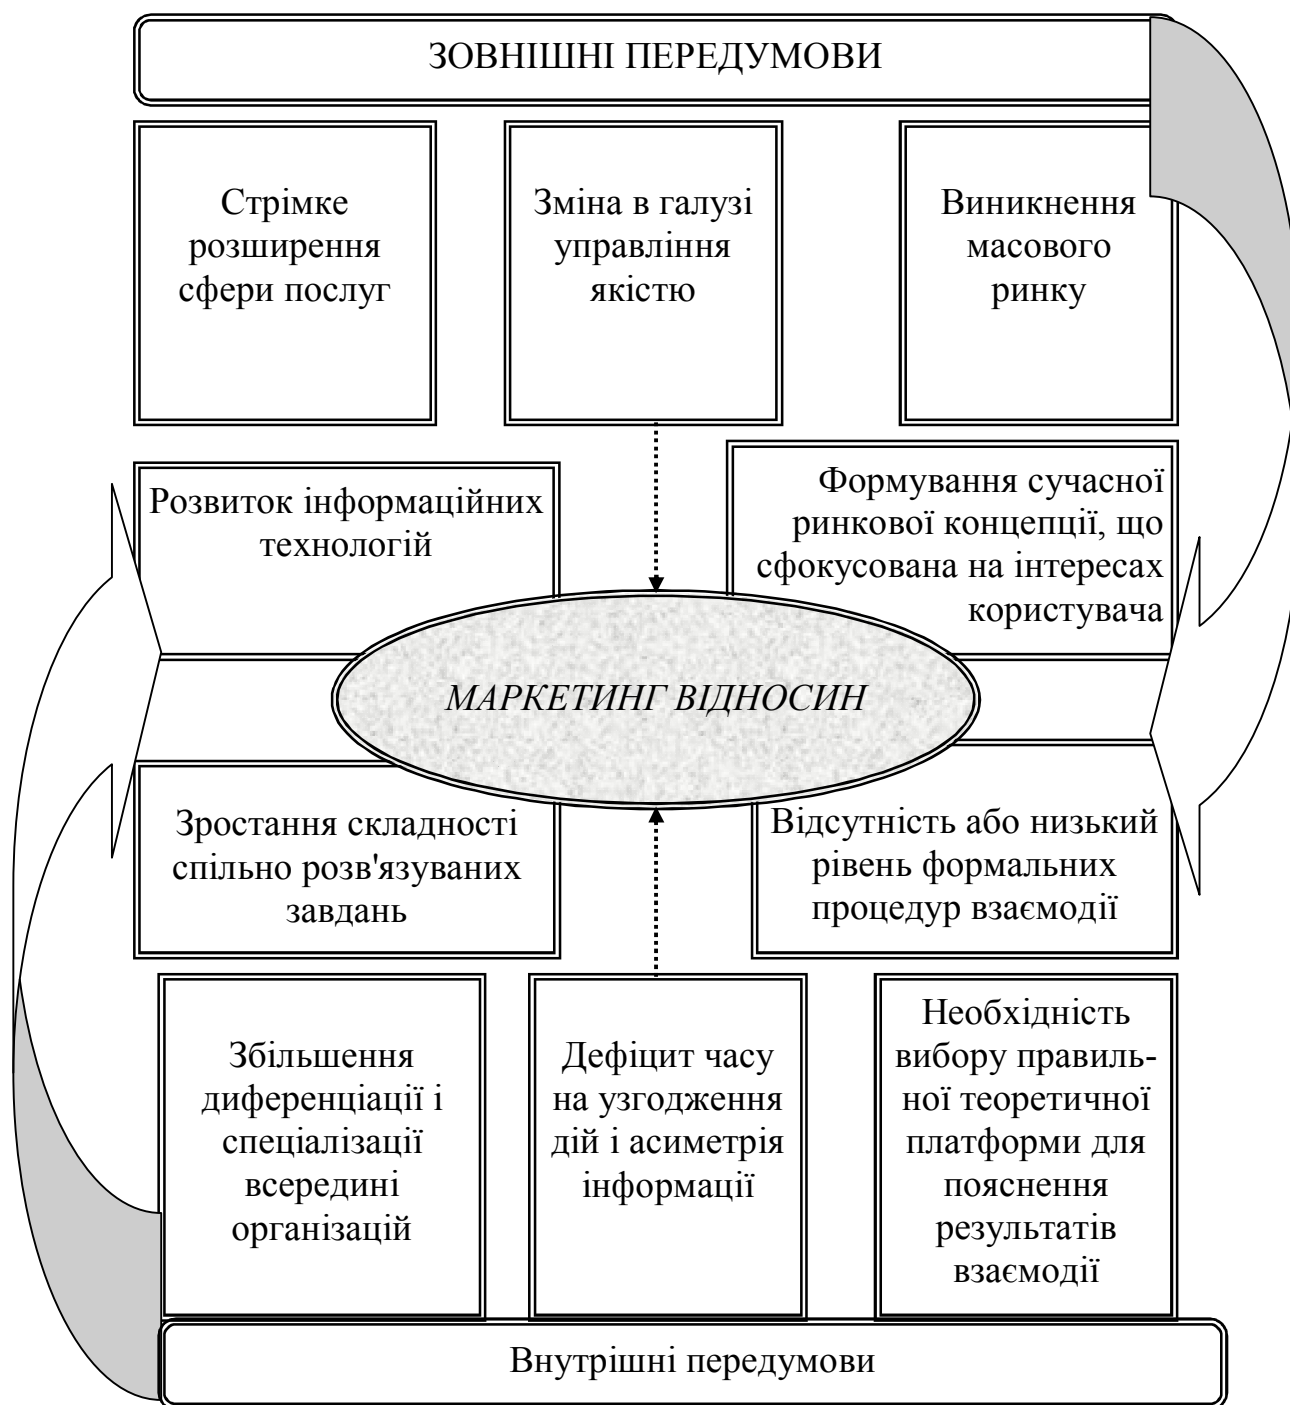 ЗОВНІШНІ ПЕРЕДУМОВИ
Стрімке
розширення
сфери послуг
Зміна в галузі
управління
якістю
Виникнення
масового
ринку
Розвиток інформаційних
технологій
Формування сучасної
ринкової концепції, що
сфокусована на інтересах
користувача
МАРКЕТИНГ ВІДНОСИН
Зростання складності
спільно розв'язуваних
завдань
Відсутність або низький
рівень формальних
процедур взаємодії
Збільшення
диференціації і
спеціалізації
всередині
організацій
Дефіцит часу
на узгодження
дій і асиметрія
інформації
Необхідність
вибору правиль-
ної теоретичної
платформи для
пояснення
результатів
взаємодії
Внутрішні передумови